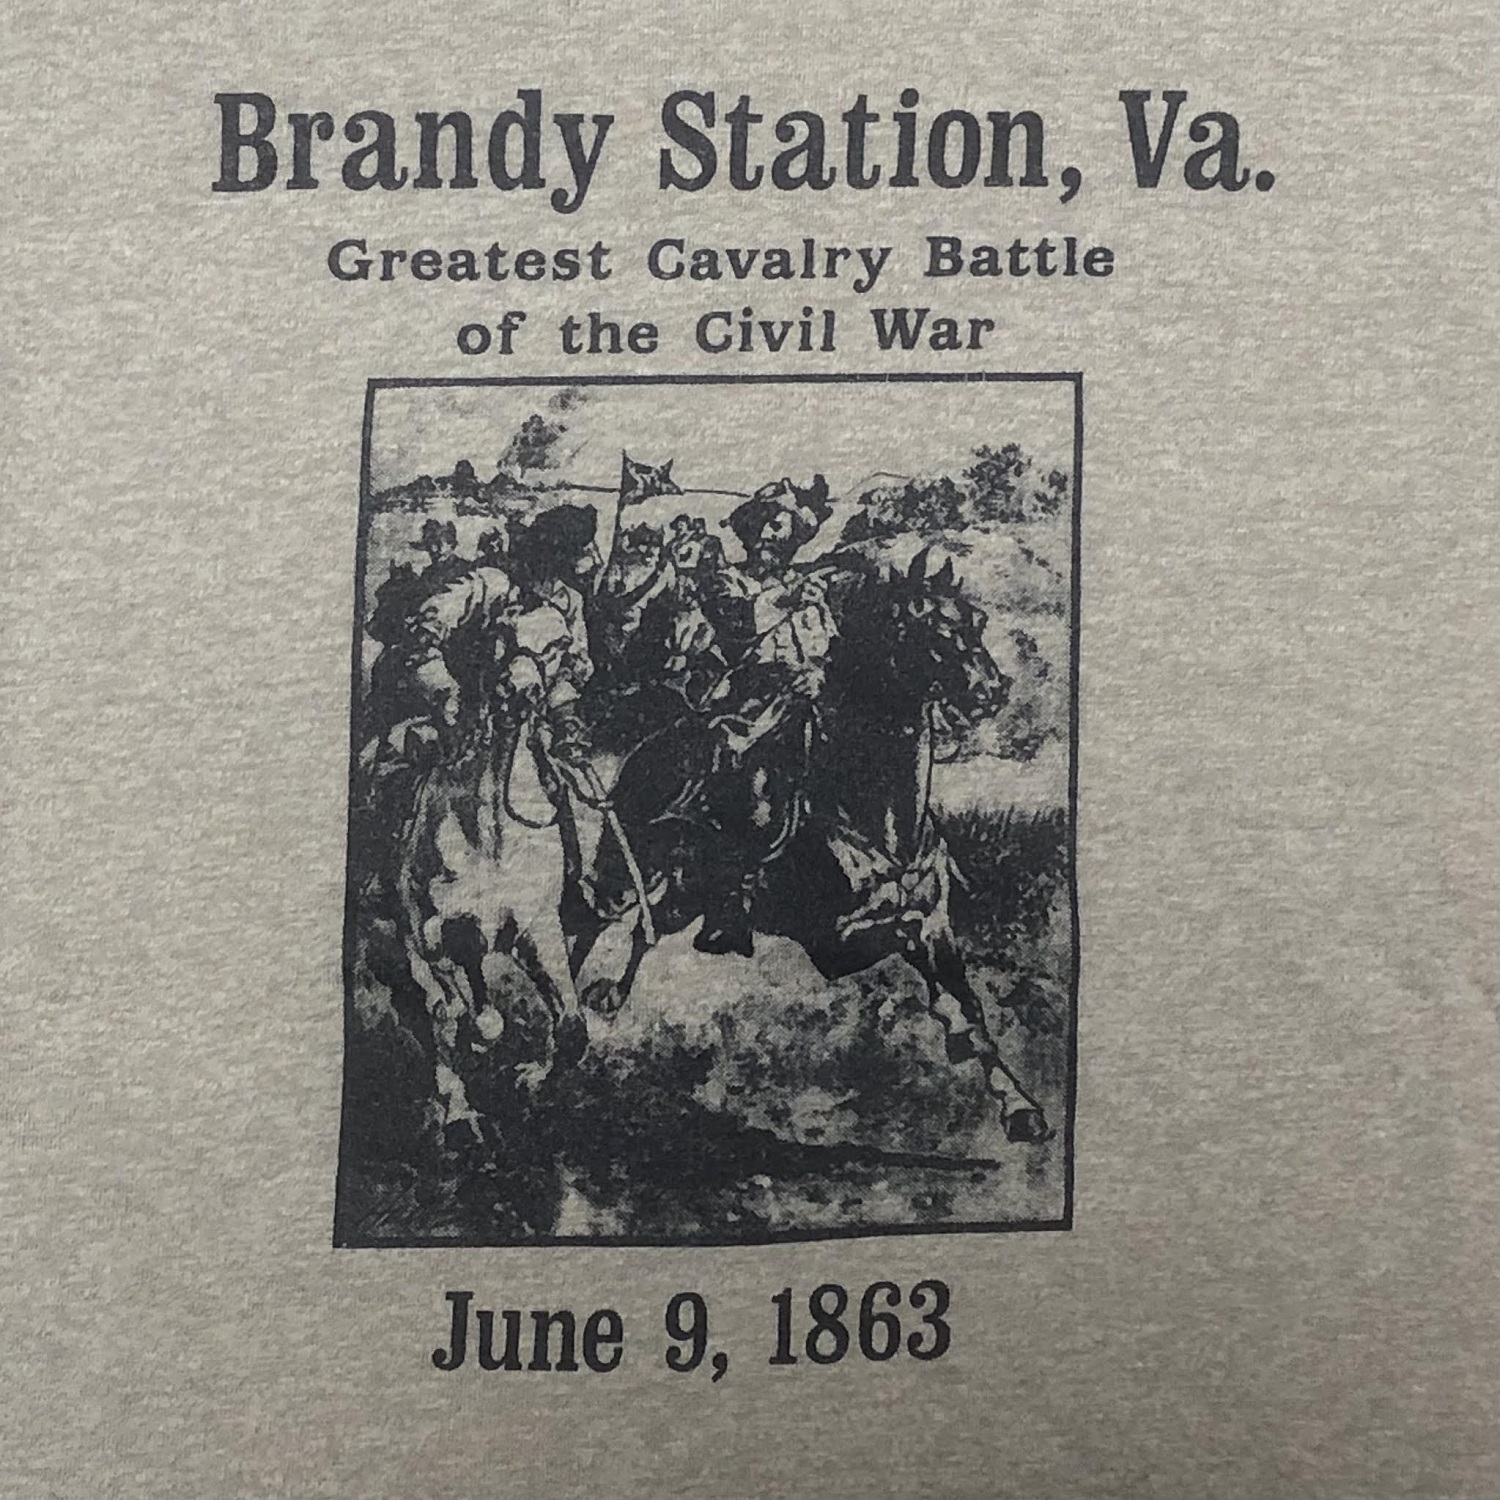 Brandy Station, Va.
Greatest Cavalry Battle
of the Civil War
June 9, 1863